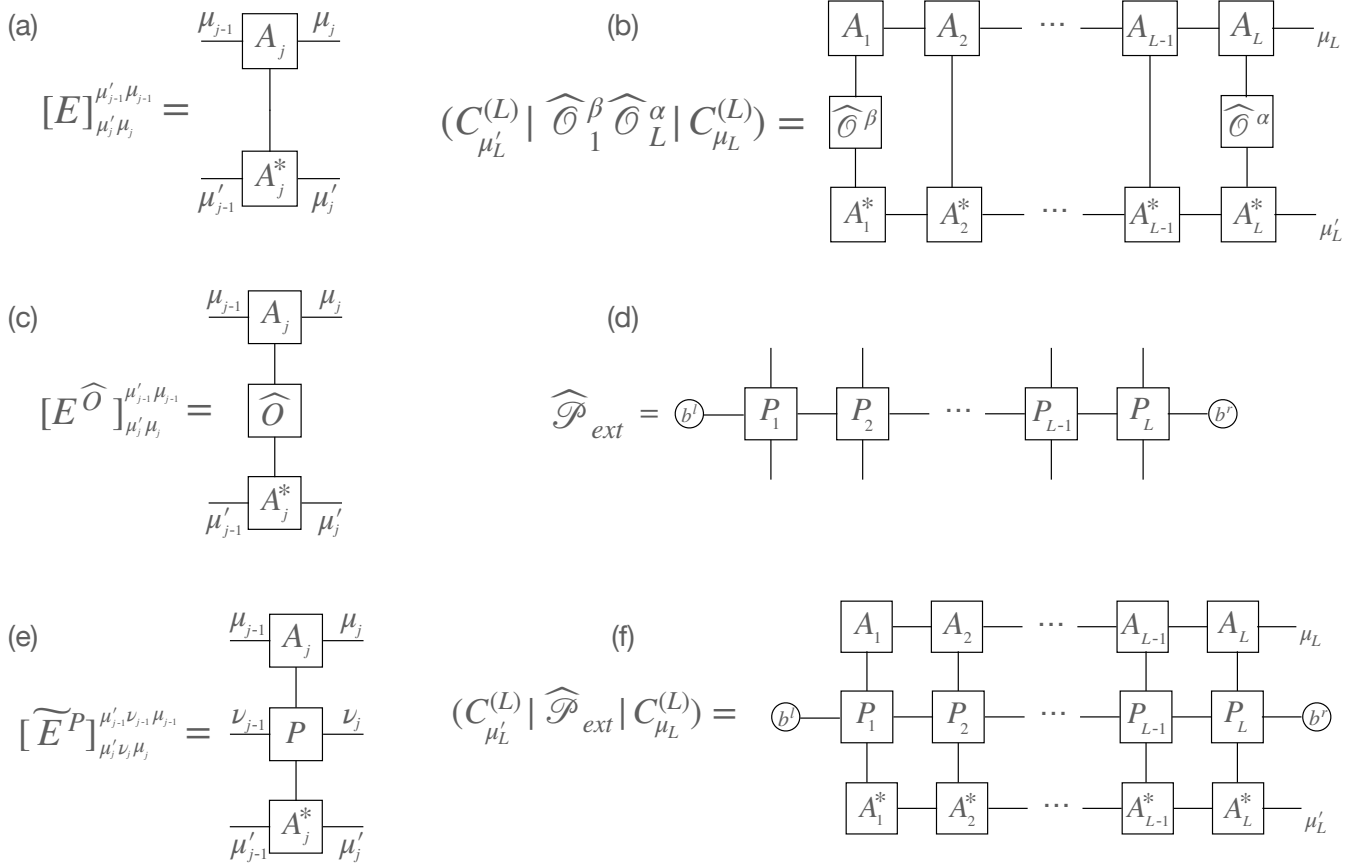 (a)
μ_{j-1} A_j μ_j
[E]^{μ'_{j-1} μ_{j-1}}_{μ'_j μ_j} =
μ'_{j-1} A^*_j μ'_j
(b)
A_1 A_2 ⋯ A_{L-1} A_L μ_L
(C^{(L)}_{μ'_L}| \widehat{𝒪}^β_1 \widehat{𝒪}^α_L |C^{(L)}_{μ_L}) = \widehat{𝒪}^β \widehat{𝒪}^α
A^*_1 A^*_2 ⋯ A^*_{L-1} A^*_L μ'_L
(c)
μ_{j-1} A_j μ_j
[E^{\widehat{O}}]^{μ'_{j-1} μ_{j-1}}_{μ'_j μ_j} = \widehat{O}
μ'_{j-1} A^*_j μ'_j
(d)
\widehat{𝒫}_{ext} = b^l P_1 P_2 ⋯ P_{L-1} P_L b^r
(e)
μ_{j-1} A_j μ_j
[\widetilde{E}^P]^{μ'_{j-1} ν_{j-1} μ_{j-1}}_{μ'_j ν_j μ_j} = ν_{j-1} P ν_j
μ'_{j-1} A^*_j μ'_j
(f)
A_1 A_2 ⋯ A_{L-1} A_L μ_L
(C^{(L)}_{μ'_L}| \widehat{𝒫}_{ext} |C^{(L)}_{μ_L}) = b^l P_1 P_2 P_{L-1} P_L b^r
A^*_1 A^*_2 ⋯ A^*_{L-1} A^*_L μ'_L